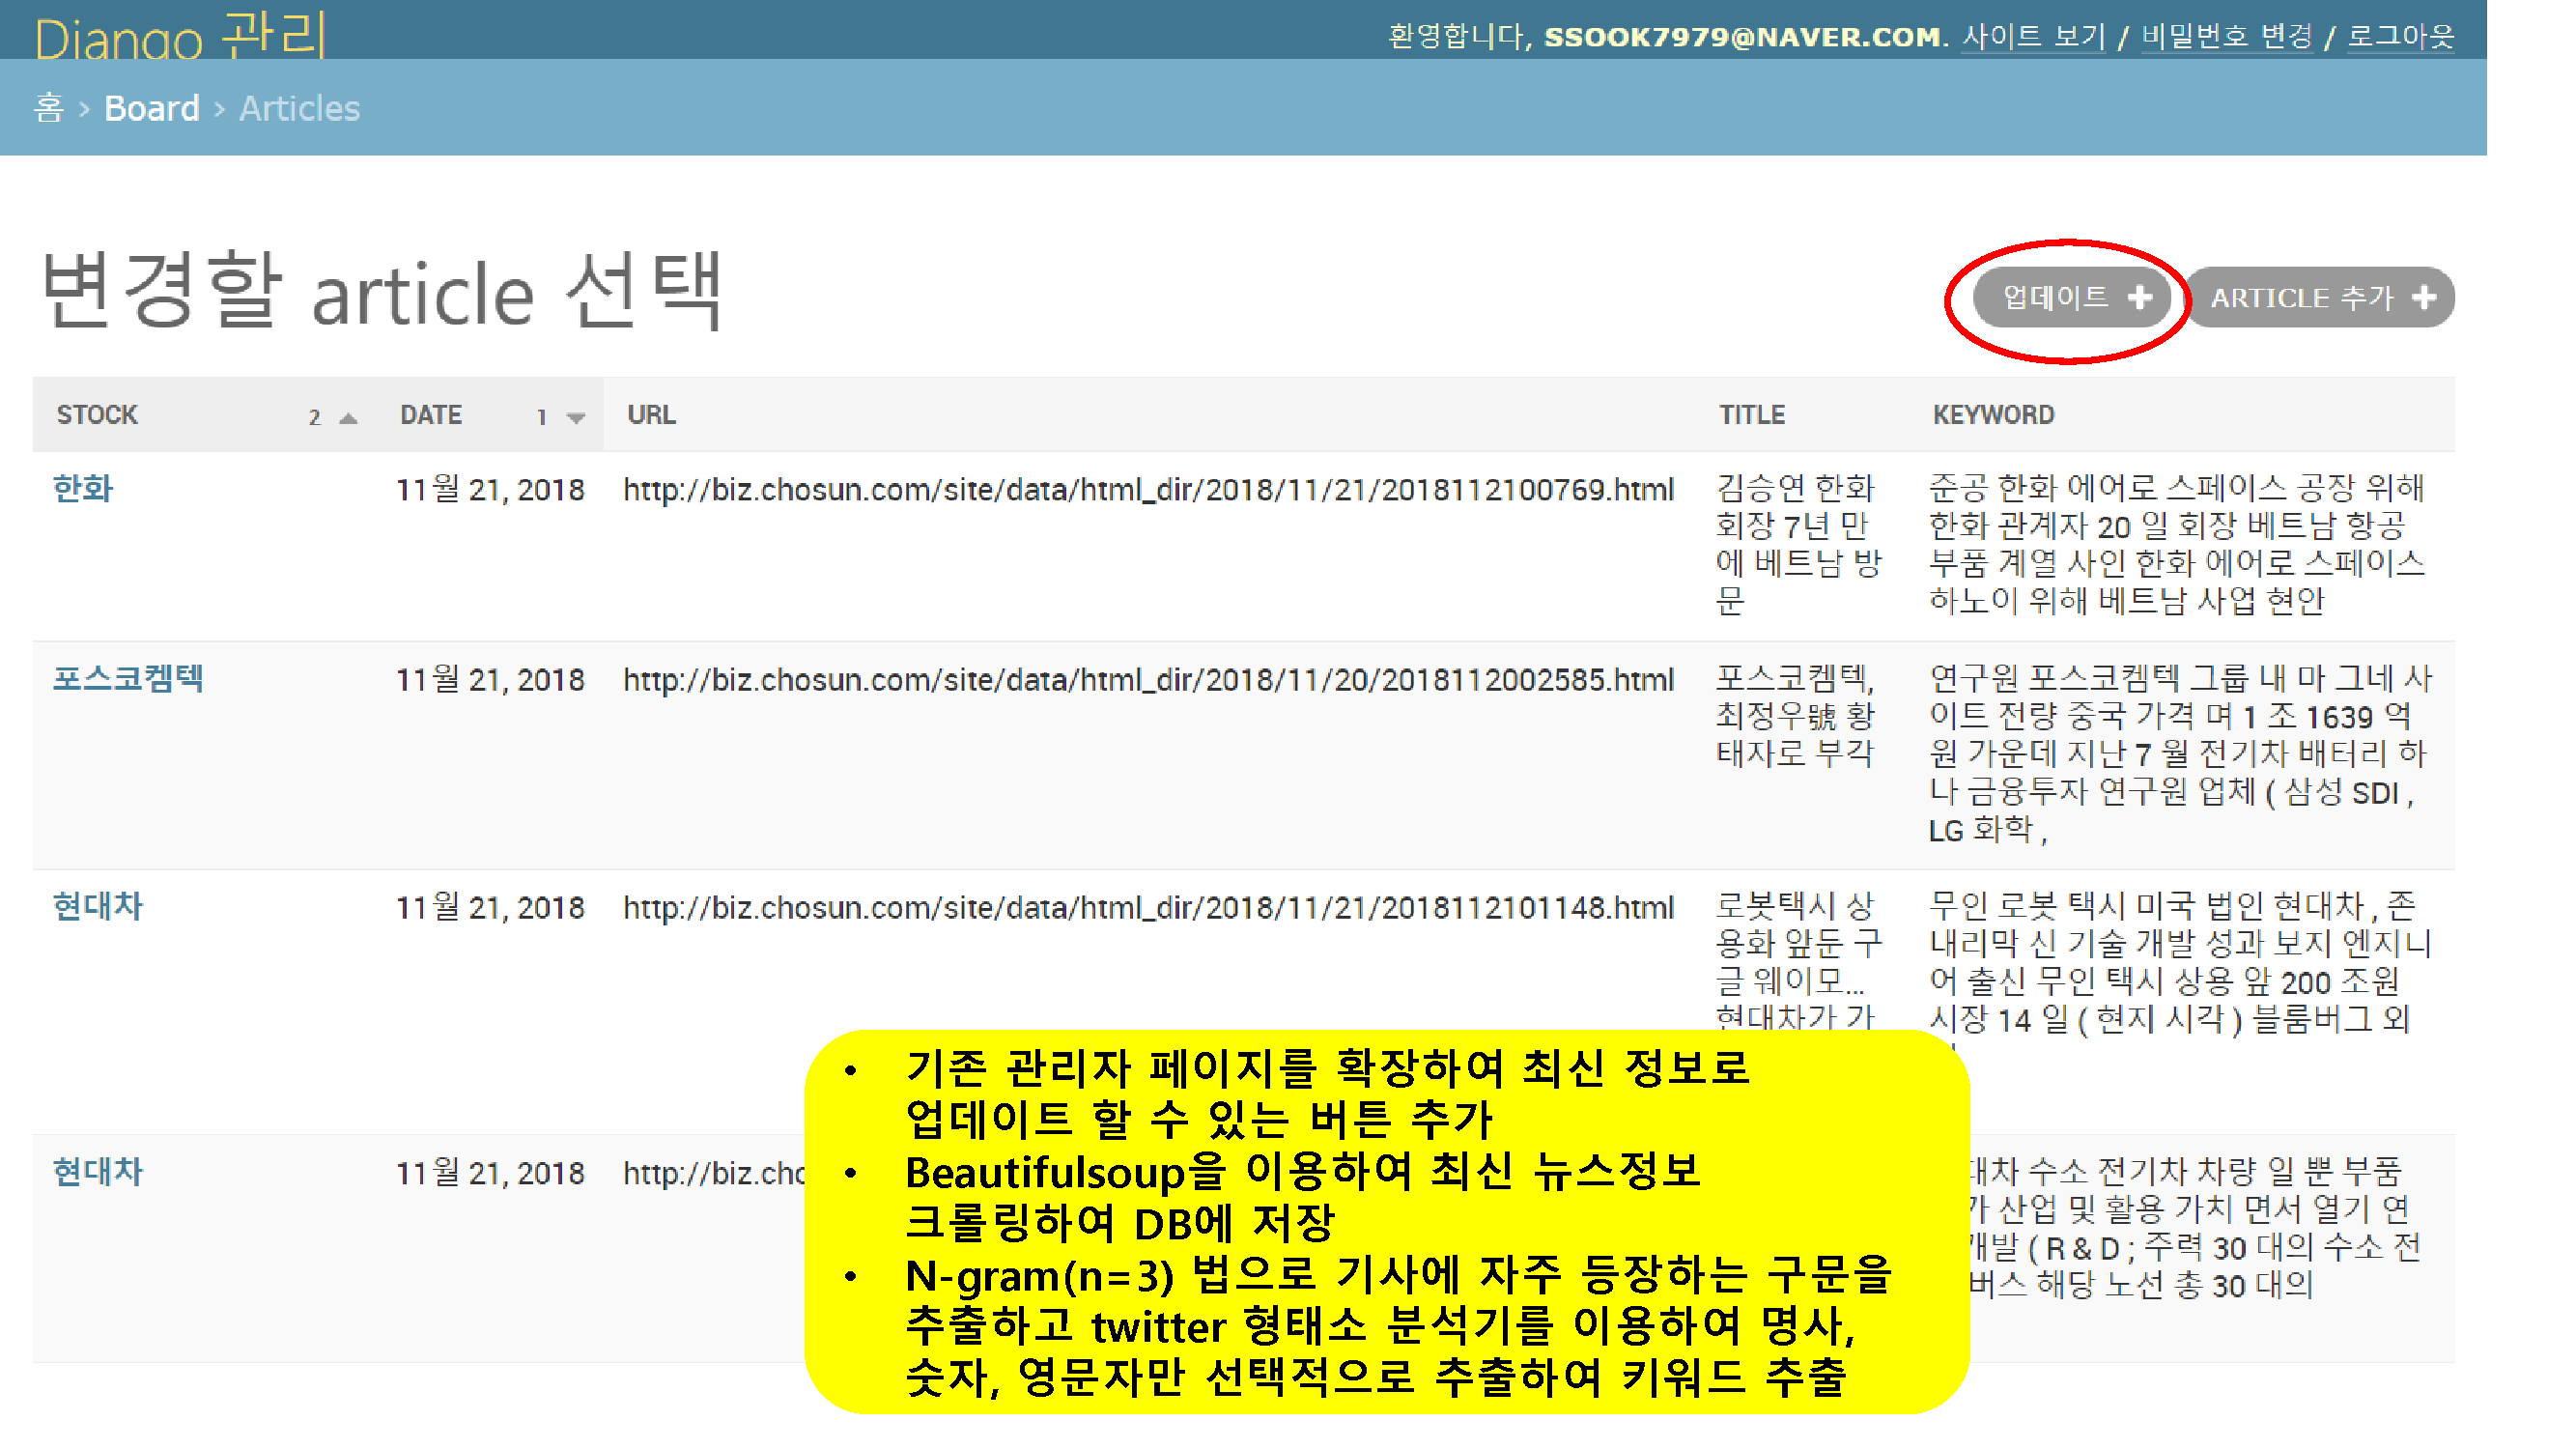 Django 관리
환영합니다, SSOOK7979@NAVER.COM. 사이트 보기 / 비밀번호 변경 / 로그아웃
홈 › Board › Articles
변경할 article 선택
업데이트 +
ARTICLE 추가 +
STOCK 2 DATE 1 URL TITLE KEYWORD
한화 11월 21, 2018 http://biz.chosun.com/site/data/html_dir/2018/11/21/2018112100769.html
김승연 한화
회장 7년 만
에 베트남 방
문
준공 한화 에어로 스페이스 공장 위해
한화 관계자 20 일 회장 베트남 항공
부품 계열 사인 한화 에어로 스페이스
하노이 위해 베트남 사업 현안
포스코켐텍 11월 21, 2018 http://biz.chosun.com/site/data/html_dir/2018/11/20/2018112002585.html
포스코켐텍,
최정우號 황
태자로 부각
연구원 포스코켐텍 그룹 내 마 그네 사
이트 전량 중국 가격 며 1 조 1639 억
원 가운데 지난 7 월 전기차 배터리 하
나 금융투자 연구원 업체 ( 삼성 SDI ,
LG 화학 ,
현대차 11월 21, 2018 http://biz.chosun.com/site/data/html_dir/2018/11/21/2018112101148.html
로봇택시 상
용화 앞둔 구
글 웨이모...
현대차가 가
무인 로봇 택시 미국 법인 현대차 , 존
내리막 신 기술 개발 성과 보지 엔지니
어 출신 무인 택시 상용 앞 200 조원
시장 14 일 ( 현지 시각 ) 블룸버그 외
현대차 11월 21, 2018 http://biz.cho
수소 전기차 차량 일 뿐 부품
산업 및 활용 가치 면서 열기 연
개발 ( R & D ; 주력 30 대의 수소 전
버스 해당 노선 총 30 대의
• 기존 관리자 페이지를 확장하여 최신 정보로
업데이트 할 수 있는 버튼 추가
• Beautifulsoup을 이용하여 최신 뉴스정보
크롤링하여 DB에 저장
• N-gram(n=3) 법으로 기사에 자주 등장하는 구문을
추출하고 twitter 형태소 분석기를 이용하여 명사,
숫자, 영문자만 선택적으로 추출하여 키워드 추출